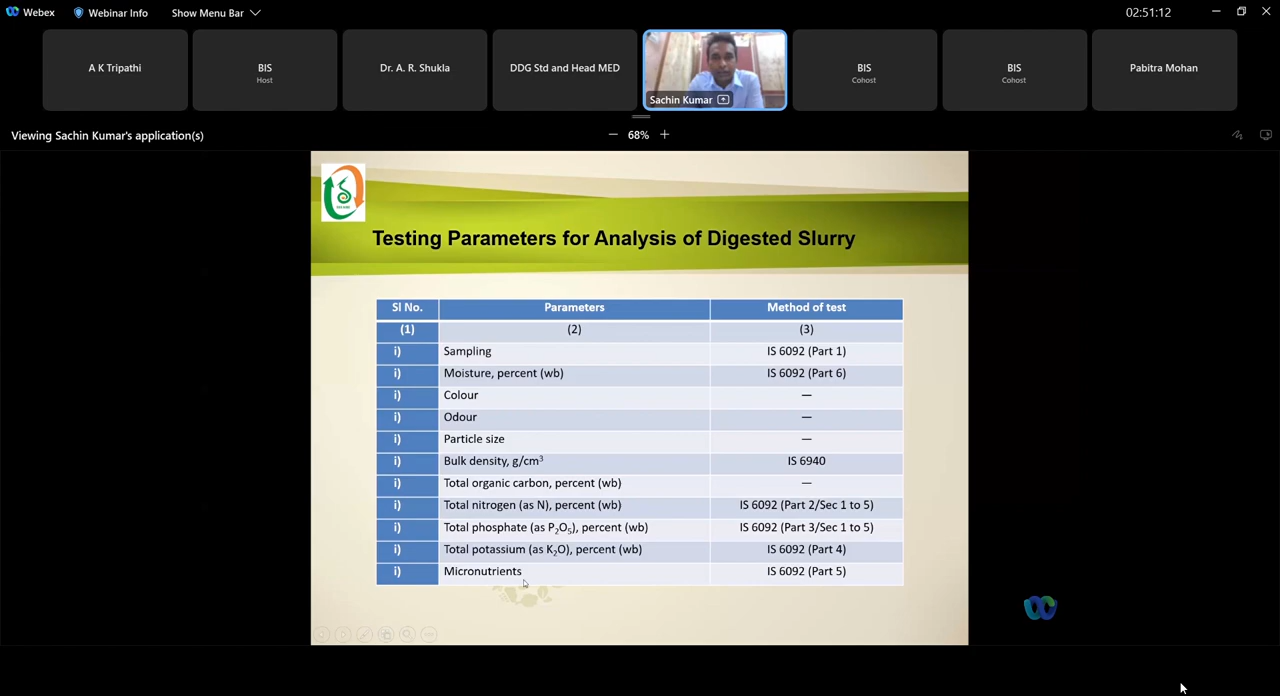 Webex Webinar Info Show Menu Bar 02:51:12
A K Tripathi
BIS
Host
Dr. A. R. Shukla
DDG Std and Head MED
Sachin Kumar
BIS
Cohost
BIS
Cohost
Pabitra Mohan
Viewing Sachin Kumar's application(s) 68%
Testing Parameters for Analysis of Digested Slurry
Sl No. Parameters Method of test
(1) (2) (3)
i) Sampling IS 6092 (Part 1)
i) Moisture, percent (wb) IS 6092 (Part 6)
i) Colour —
i) Odour —
i) Particle size —
i) Bulk density, g/cm³ IS 6940
i) Total organic carbon, percent (wb) —
i) Total nitrogen (as N), percent (wb) IS 6092 (Part 2/Sec 1 to 5)
i) Total phosphate (as P₂O₅), percent (wb) IS 6092 (Part 3/Sec 1 to 5)
i) Total potassium (as K₂O), percent (wb) IS 6092 (Part 4)
i) Micronutrients IS 6092 (Part 5)